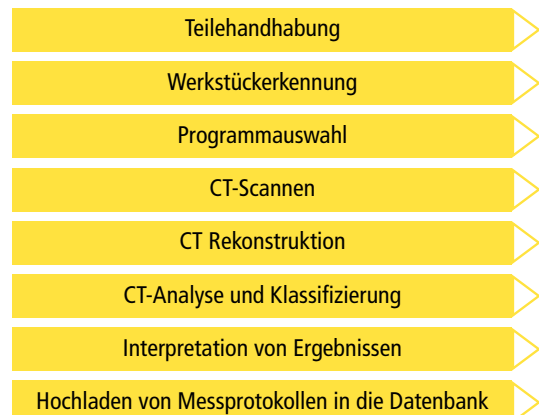 Teilehandhabung
Werkstückerkennung
Programmauswahl
CT-Scannen
CT Rekonstruktion
CT-Analyse und Klassifizierung
Interpretation von Ergebnissen
Hochladen von Messprotokollen in die Datenbank